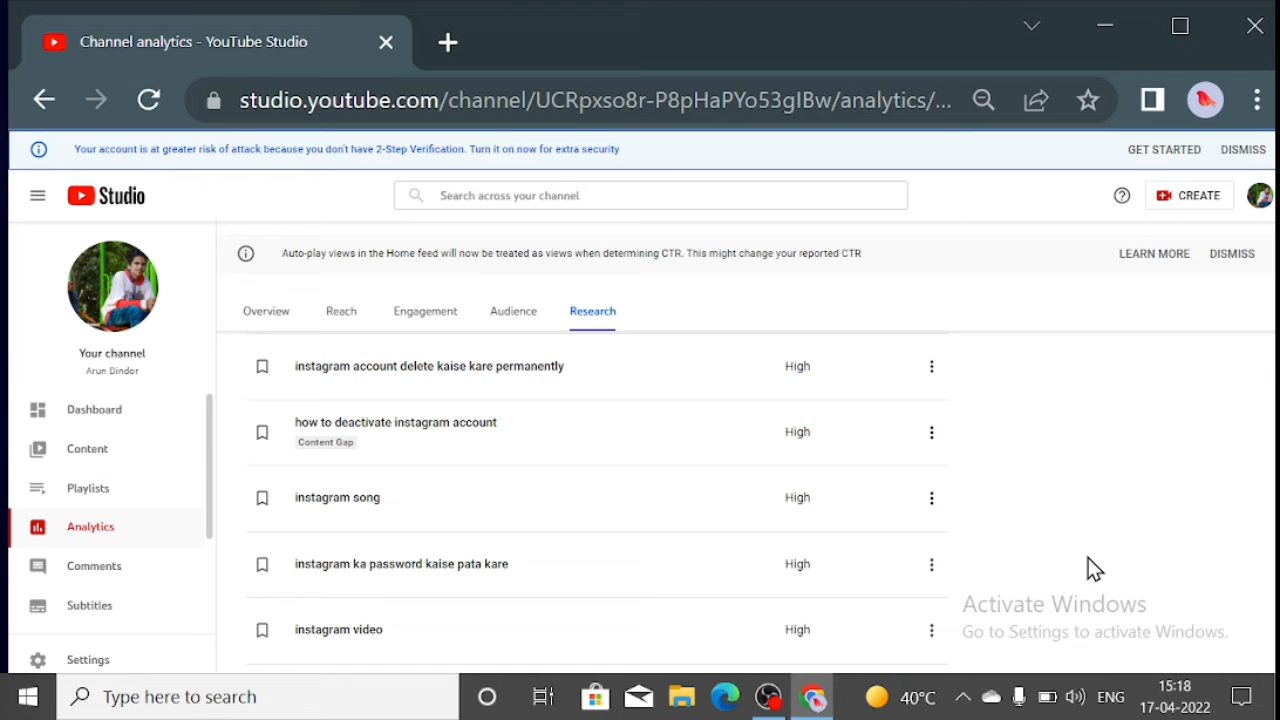 Channel analytics - YouTube Studio
studio.youtube.com/channel/UCRpxso8r-P8pHaPYo53gIBw/analytics/...
Your account is at greater risk of attack because you don't have 2-Step Verification. Turn it on now for extra security
GET STARTED
DISMISS
Studio
Search across your channel
CREATE
Auto-play views in the Home feed will now be treated as views when determining CTR. This might change your reported CTR
LEARN MORE
DISMISS
Overview
Reach
Engagement
Audience
Research
Your channel
Arun Dindor
Dashboard
Content
Playlists
Analytics
Comments
Subtitles
Settings
instagram account delete kaise kare permanently
High
how to deactivate instagram account
Content Gap
High
instagram song
High
instagram ka password kaise pata kare
High
instagram video
High
Activate Windows
Go to Settings to activate Windows.
Type here to search
40°C
ENG
15:18
17-04-2022